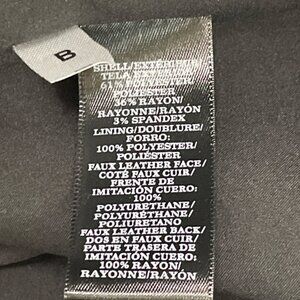 B
SHELL/EXTÉRIEUR/
TELA EXTERIOR:
61% POLYESTER/
POLIESTER
36% RAYON/
RAYONNE/RAYÓN
3% SPANDEX
LINING/DOUBLURE/
FORRO:
100% POLYESTER/
POLIÉSTER
FAUX LEATHER FACE/
CÔTÉ FAUX CUIR/
FRENTE DE
IMITACIÓN CUERO:
100%
POLYURETHANE/
POLYURÉTHANE/
POLIURETANO
FAUX LEATHER BACK/
DOS EN FAUX CUIR/
PARTE TRASERA DE
IMITACIÓN CUERO:
100% RAYON/
RAYONNE/RAYÓN